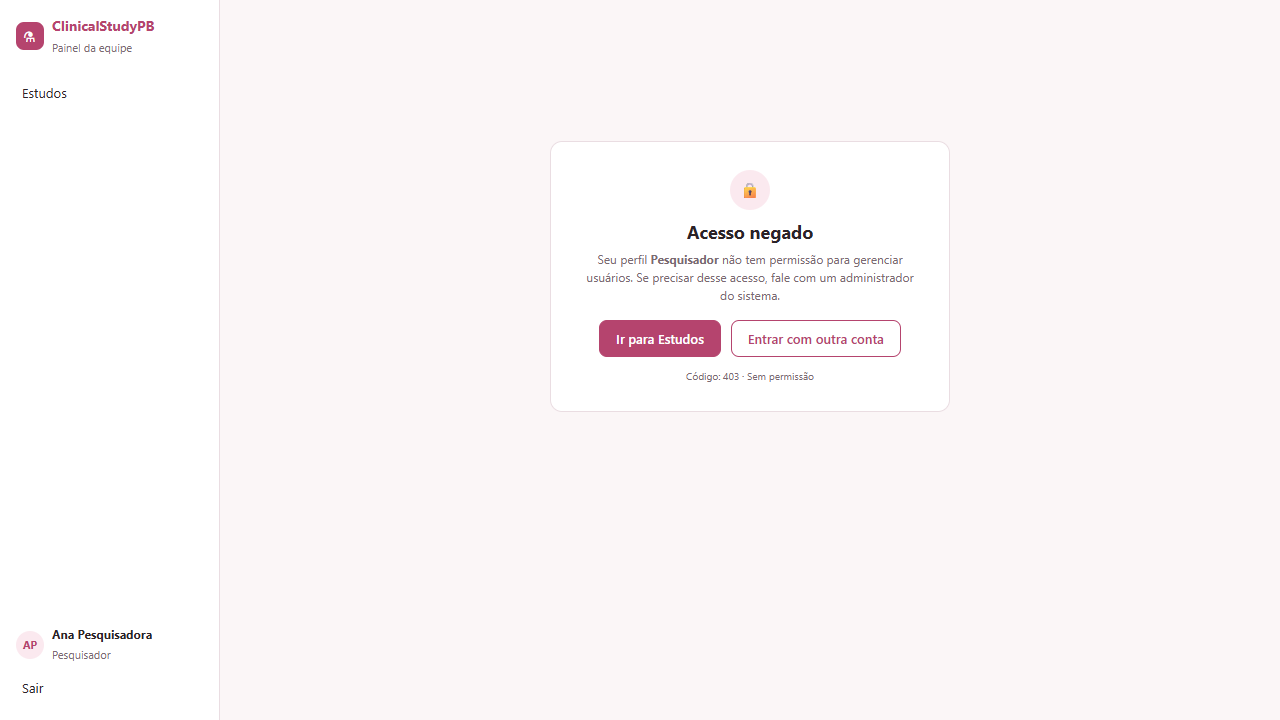 ClinicalStudyPB
Painel da equipe
Estudos
Acesso negado
Seu perfil Pesquisador não tem permissão para gerenciar
usuários. Se precisar desse acesso, fale com um administrador
do sistema.
Ir para Estudos
Entrar com outra conta
Código: 403 · Sem permissão
AP
Ana Pesquisadora
Pesquisador
Sair